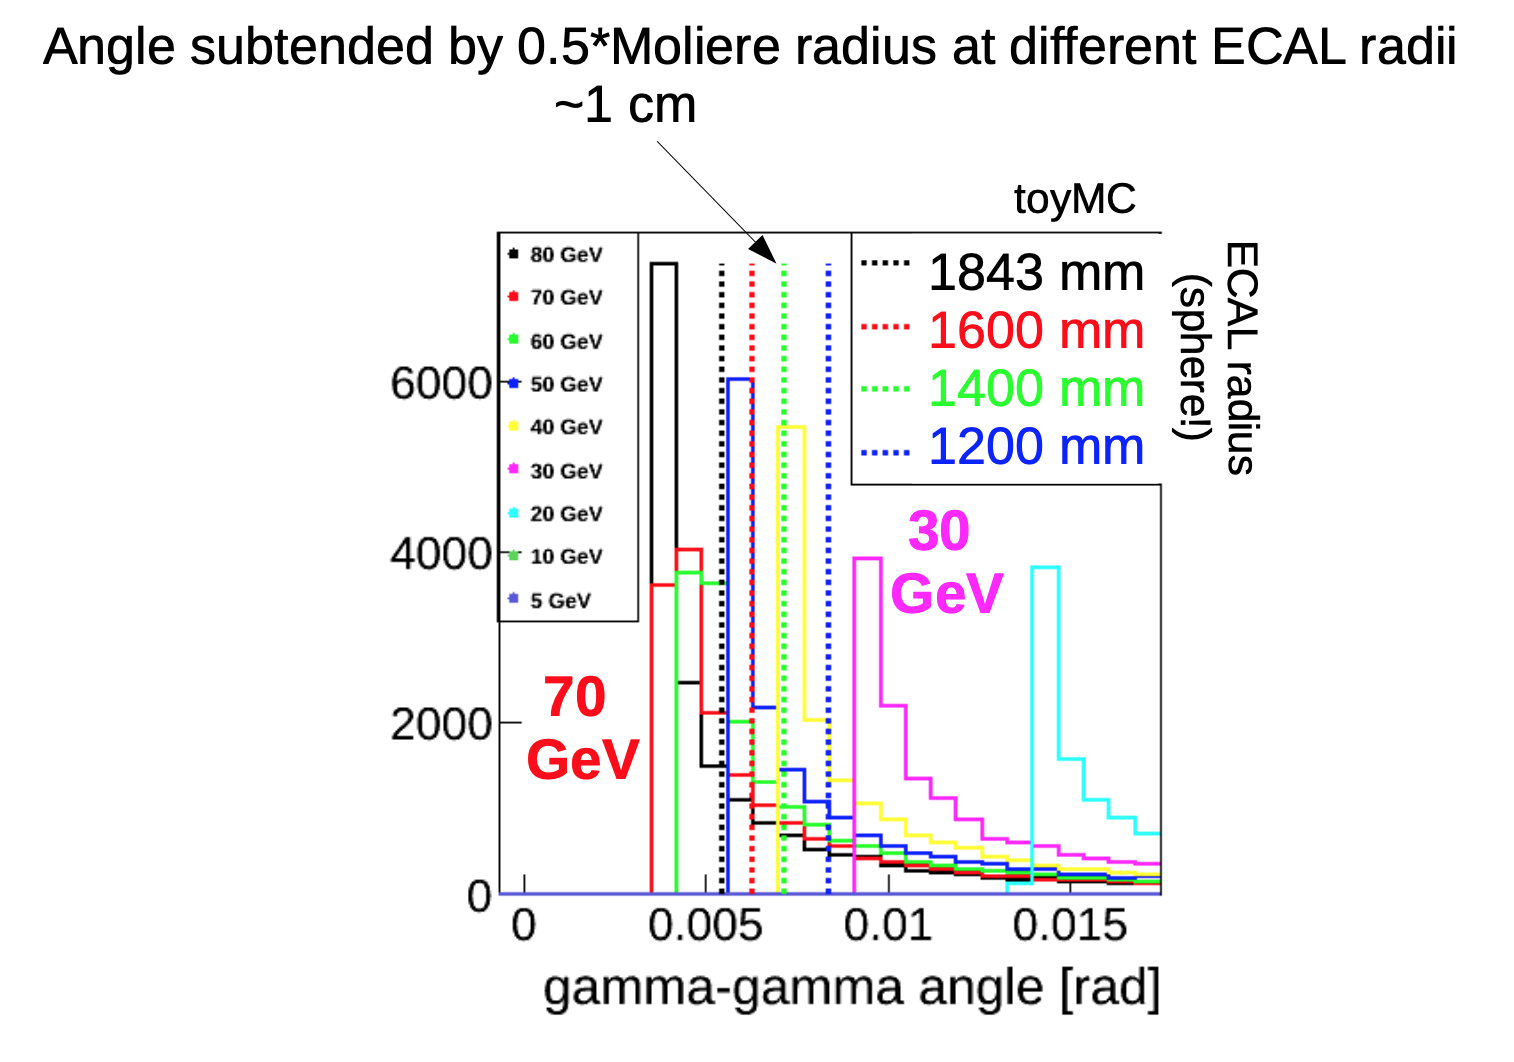 Angle subtended by 0.5*Moliere radius at different ECAL radii
~1 cm
toyMC
80 GeV
70 GeV
60 GeV
50 GeV
40 GeV
30 GeV
20 GeV
10 GeV
5 GeV
1843 mm
1600 mm
1400 mm
1200 mm
ECAL radius
(sphere!)
30
GeV
70
GeV
6000
4000
2000
0
0 0.005 0.01 0.015
gamma-gamma angle [rad]